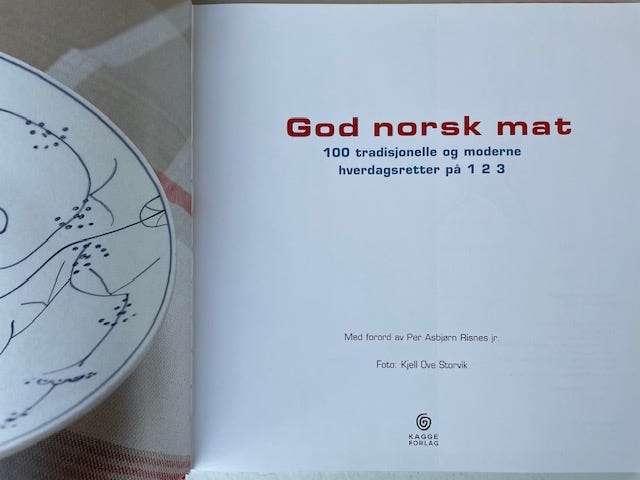 God norsk mat
100 tradisjonelle og moderne
hverdagsretter på 1 2 3
Med forord av Per Asbjørn Risnes jr.
Foto: Kjell Ove Storvik
KAGGE
FORLAG